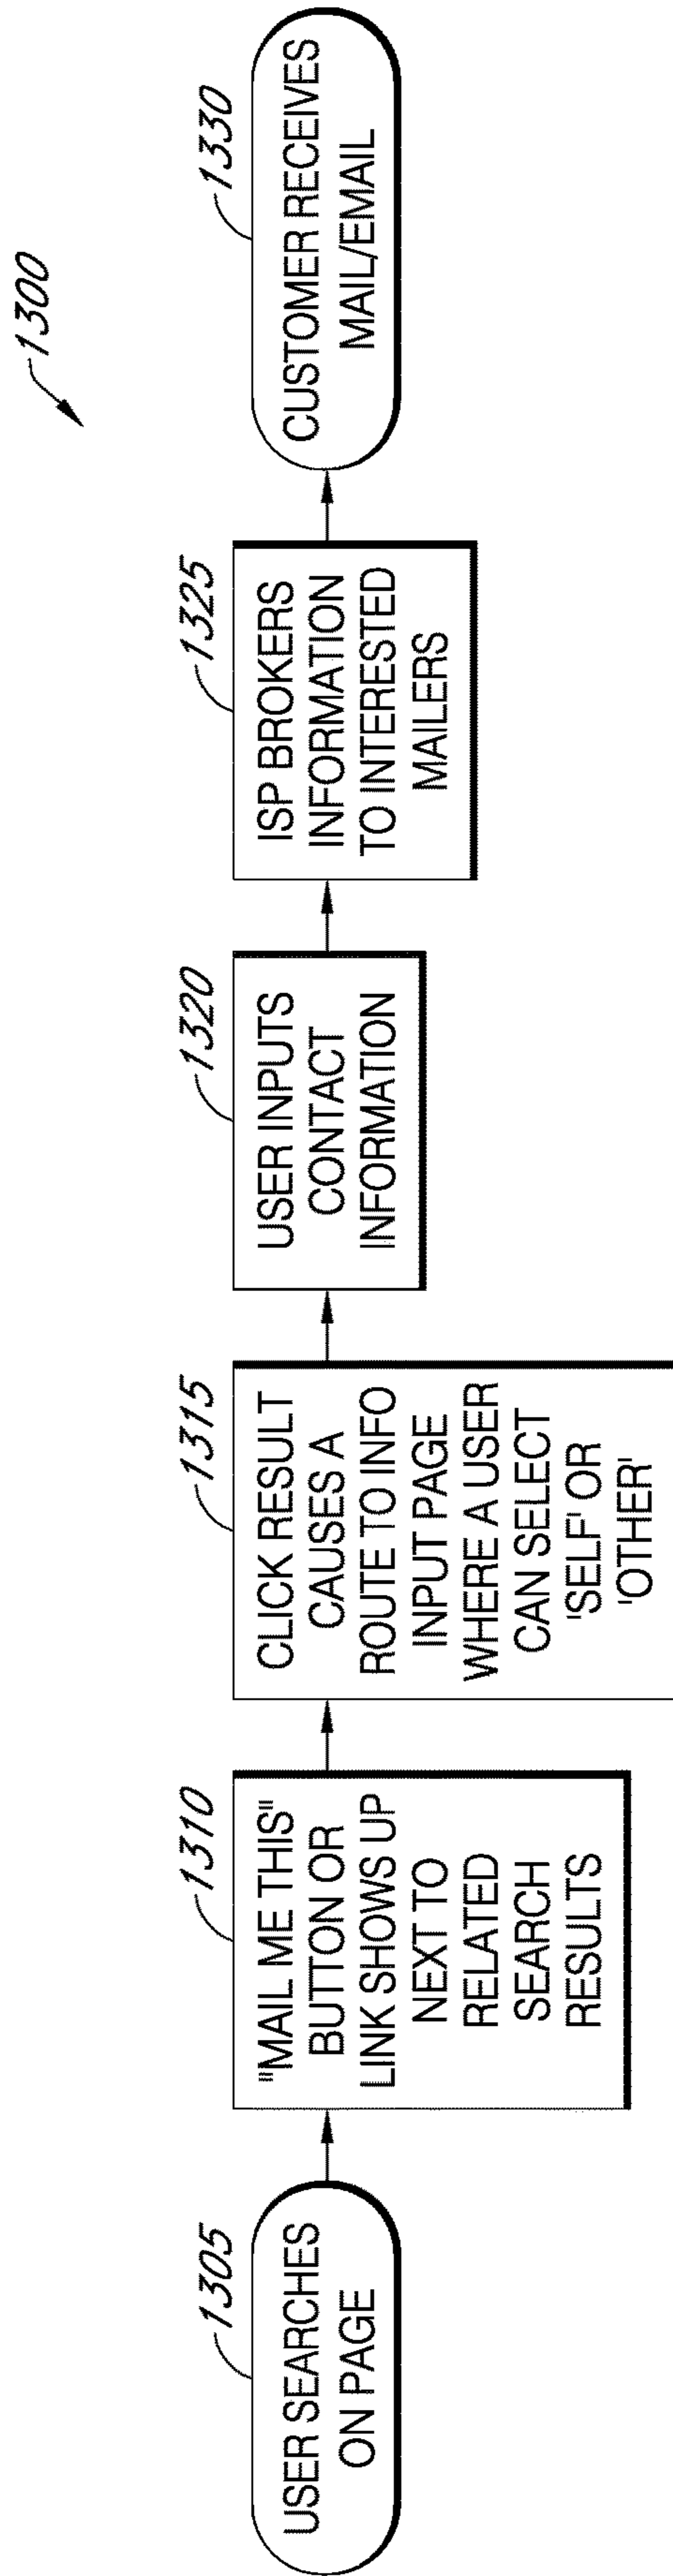 1300
1305
USER SEARCHES
ON PAGE
1310
"MAIL ME THIS"
BUTTON OR
LINK SHOWS UP
NEXT TO
RELATED
SEARCH
RESULTS
1315
CLICK RESULT
CAUSES A
ROUTE TO INFO
INPUT PAGE
WHERE A USER
CAN SELECT
'SELF' OR
'OTHER'
1320
USER INPUTS
CONTACT
INFORMATION
1325
ISP BROKERS
INFORMATION
TO INTERESTED
MAILERS
1330
CUSTOMER RECEIVES
MAIL/EMAIL